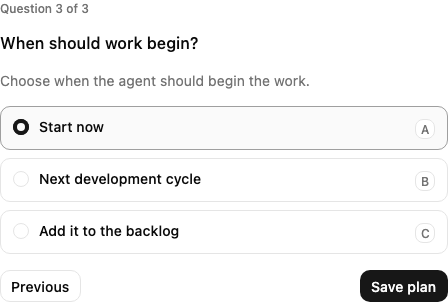 Question 3 of 3
When should work begin?
Choose when the agent should begin the work.
Start now
A
Next development cycle
B
Add it to the backlog
C
Previous
Save plan